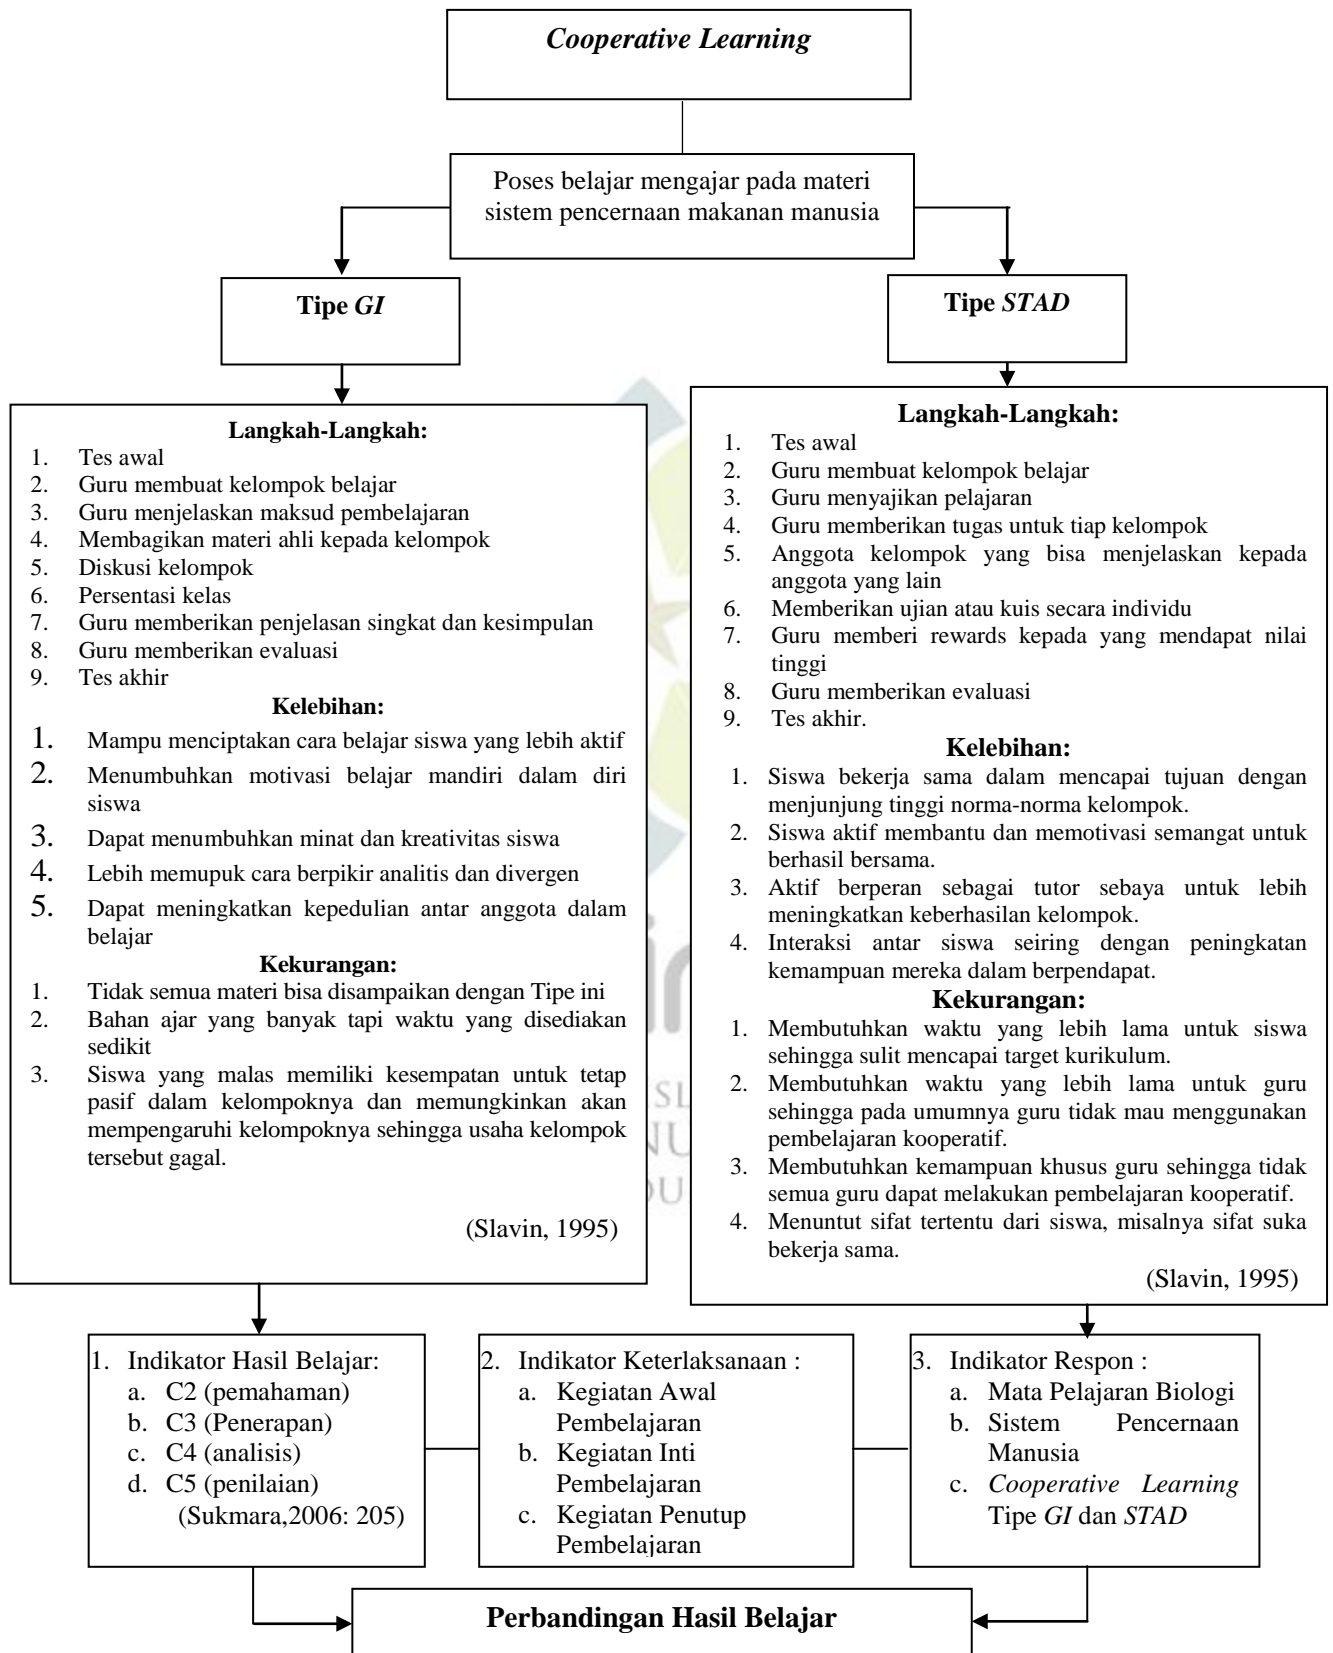 Cooperative Learning
Poses belajar mengajar pada materi
sistem pencernaan makanan manusia
Tipe GI
Tipe STAD
Langkah-Langkah:
1. Tes awal
2. Guru membuat kelompok belajar
3. Guru menjelaskan maksud pembelajaran
4. Membagikan materi ahli kepada kelompok
5. Diskusi kelompok
6. Persentasi kelas
7. Guru memberikan penjelasan singkat dan kesimpulan
8. Guru memberikan evaluasi
9. Tes akhir
Kelebihan:
1. Mampu menciptakan cara belajar siswa yang lebih aktif
2. Menumbuhkan motivasi belajar mandiri dalam diri
siswa
3. Dapat menumbuhkan minat dan kreativitas siswa
4. Lebih memupuk cara berpikir analitis dan divergen
5. Dapat meningkatkan kepedulian antar anggota dalam
belajar
Kekurangan:
1. Tidak semua materi bisa disampaikan dengan Tipe ini
2. Bahan ajar yang banyak tapi waktu yang disediakan
sedikit
3. Siswa yang malas memiliki kesempatan untuk tetap
pasif dalam kelompoknya dan memungkinkan akan
mempengaruhi kelompoknya sehingga usaha kelompok
tersebut gagal.
(Slavin, 1995)
Langkah-Langkah:
1. Tes awal
2. Guru membuat kelompok belajar
3. Guru menyajikan pelajaran
4. Guru memberikan tugas untuk tiap kelompok
5. Anggota kelompok yang bisa menjelaskan kepada
anggota yang lain
6. Memberikan ujian atau kuis secara individu
7. Guru memberi rewards kepada yang mendapat nilai
tinggi
8. Guru memberikan evaluasi
9. Tes akhir.
Kelebihan:
1. Siswa bekerja sama dalam mencapai tujuan dengan
menjunjung tinggi norma-norma kelompok.
2. Siswa aktif membantu dan memotivasi semangat untuk
berhasil bersama.
3. Aktif berperan sebagai tutor sebaya untuk lebih
meningkatkan keberhasilan kelompok.
4. Interaksi antar siswa seiring dengan peningkatan
kemampuan mereka dalam berpendapat.
Kekurangan:
1. Membutuhkan waktu yang lebih lama untuk siswa
sehingga sulit mencapai target kurikulum.
2. Membutuhkan waktu yang lebih lama untuk guru
sehingga pada umumnya guru tidak mau menggunakan
pembelajaran kooperatif.
3. Membutuhkan kemampuan khusus guru sehingga tidak
semua guru dapat melakukan pembelajaran kooperatif.
4. Menuntut sifat tertentu dari siswa, misalnya sifat suka
bekerja sama.
(Slavin, 1995)
1. Indikator Hasil Belajar:
a. C2 (pemahaman)
b. C3 (Penerapan)
c. C4 (analisis)
d. C5 (penilaian)
(Sukmara,2006: 205)
2. Indikator Keterlaksanaan :
a. Kegiatan Awal
Pembelajaran
b. Kegiatan Inti
Pembelajaran
c. Kegiatan Penutup
Pembelajaran
3. Indikator Respon :
a. Mata Pelajaran Biologi
b. Sistem Pencernaan
Manusia
c. Cooperative Learning
Tipe GI dan STAD
Perbandingan Hasil Belajar